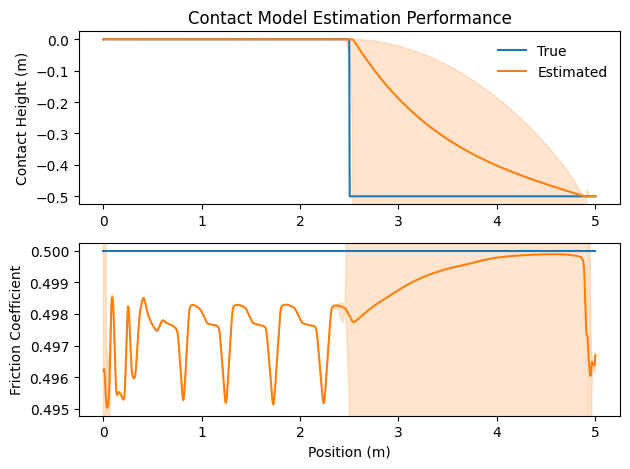 Contact Model Estimation Performance
Contact Height (m)
0.0
−0.1
−0.2
−0.3
−0.4
−0.5
True
Estimated
0 1 2 3 4 5
Friction Coefficient
0.500
0.499
0.498
0.497
0.496
0.495
0 1 2 3 4 5
Position (m)